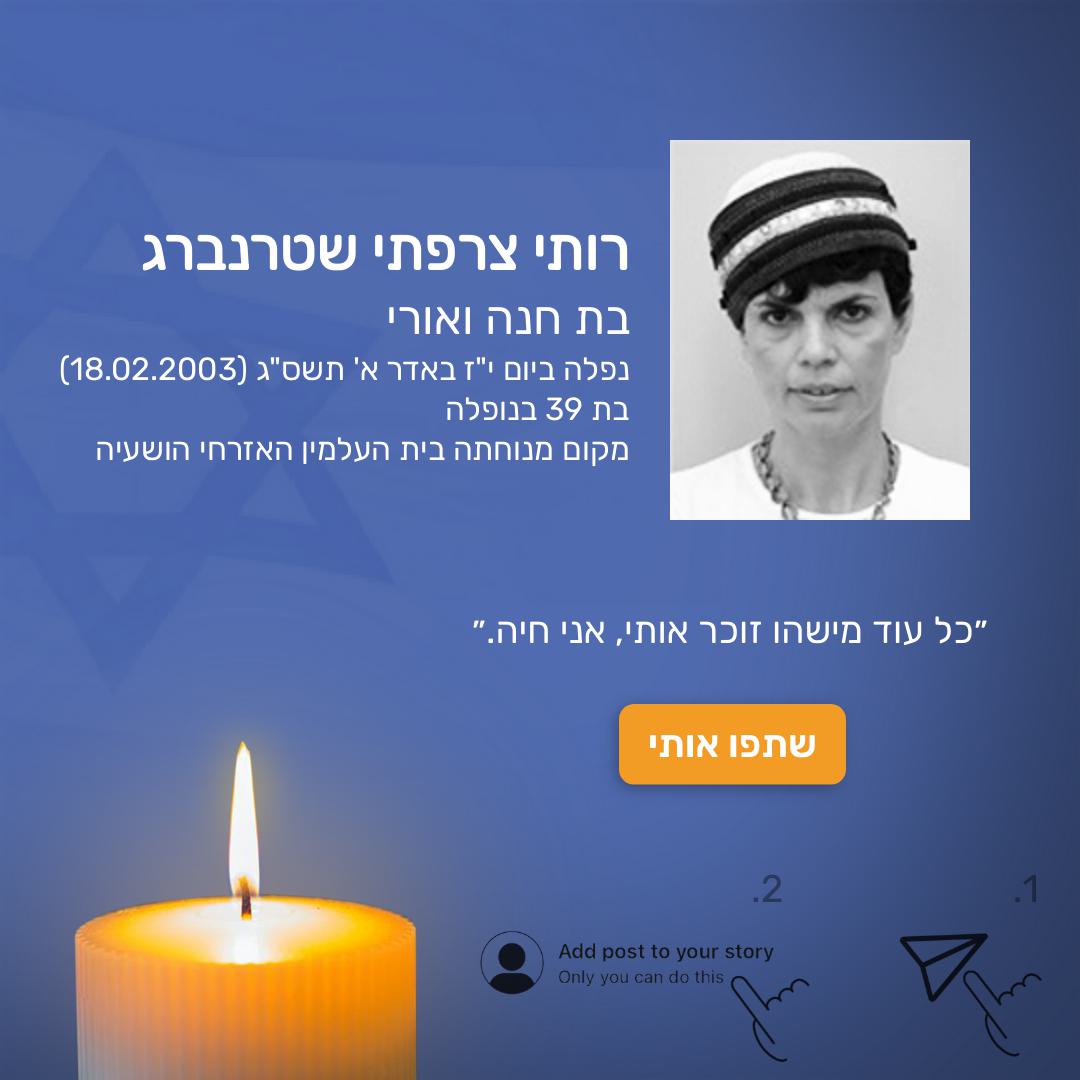 רותי צרפתי שטרנברג
בת חנה ואורי
נפלה ביום י"ז באדר א' תשס"ג (18.02.2003)
בת 39 בנופלה
מקום מנוחתה בית העלמין האזרחי הושעיה
״כל עוד מישהו זוכר אותי, אני חיה.״
שתפו אותי
1.
2.
Add post to your story
Only you can do this